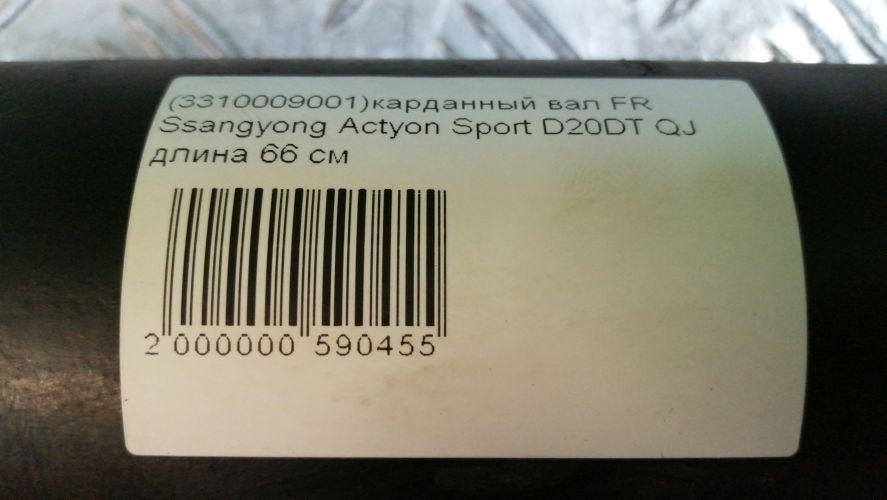 (3310009001)карданный вал FR
Ssangyong Actyon Sport D20DT QJ
длина 66 см
2 000000 590455